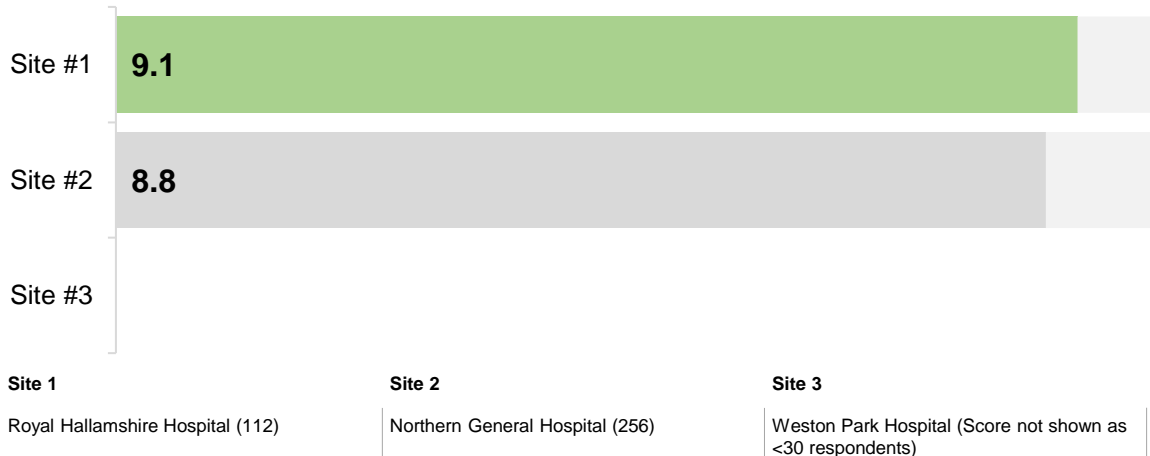 Site #1
9.1
Site #2
8.8
Site #3
Site 1
Site 2
Site 3
Royal Hallamshire Hospital (112)
Northern General Hospital (256)
Weston Park Hospital (Score not shown as
<30 respondents)